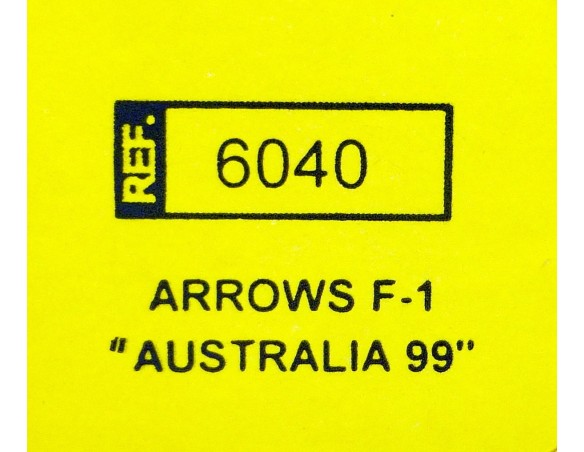 REF. 6040
ARROWS F-1
"AUSTRALIA 99"